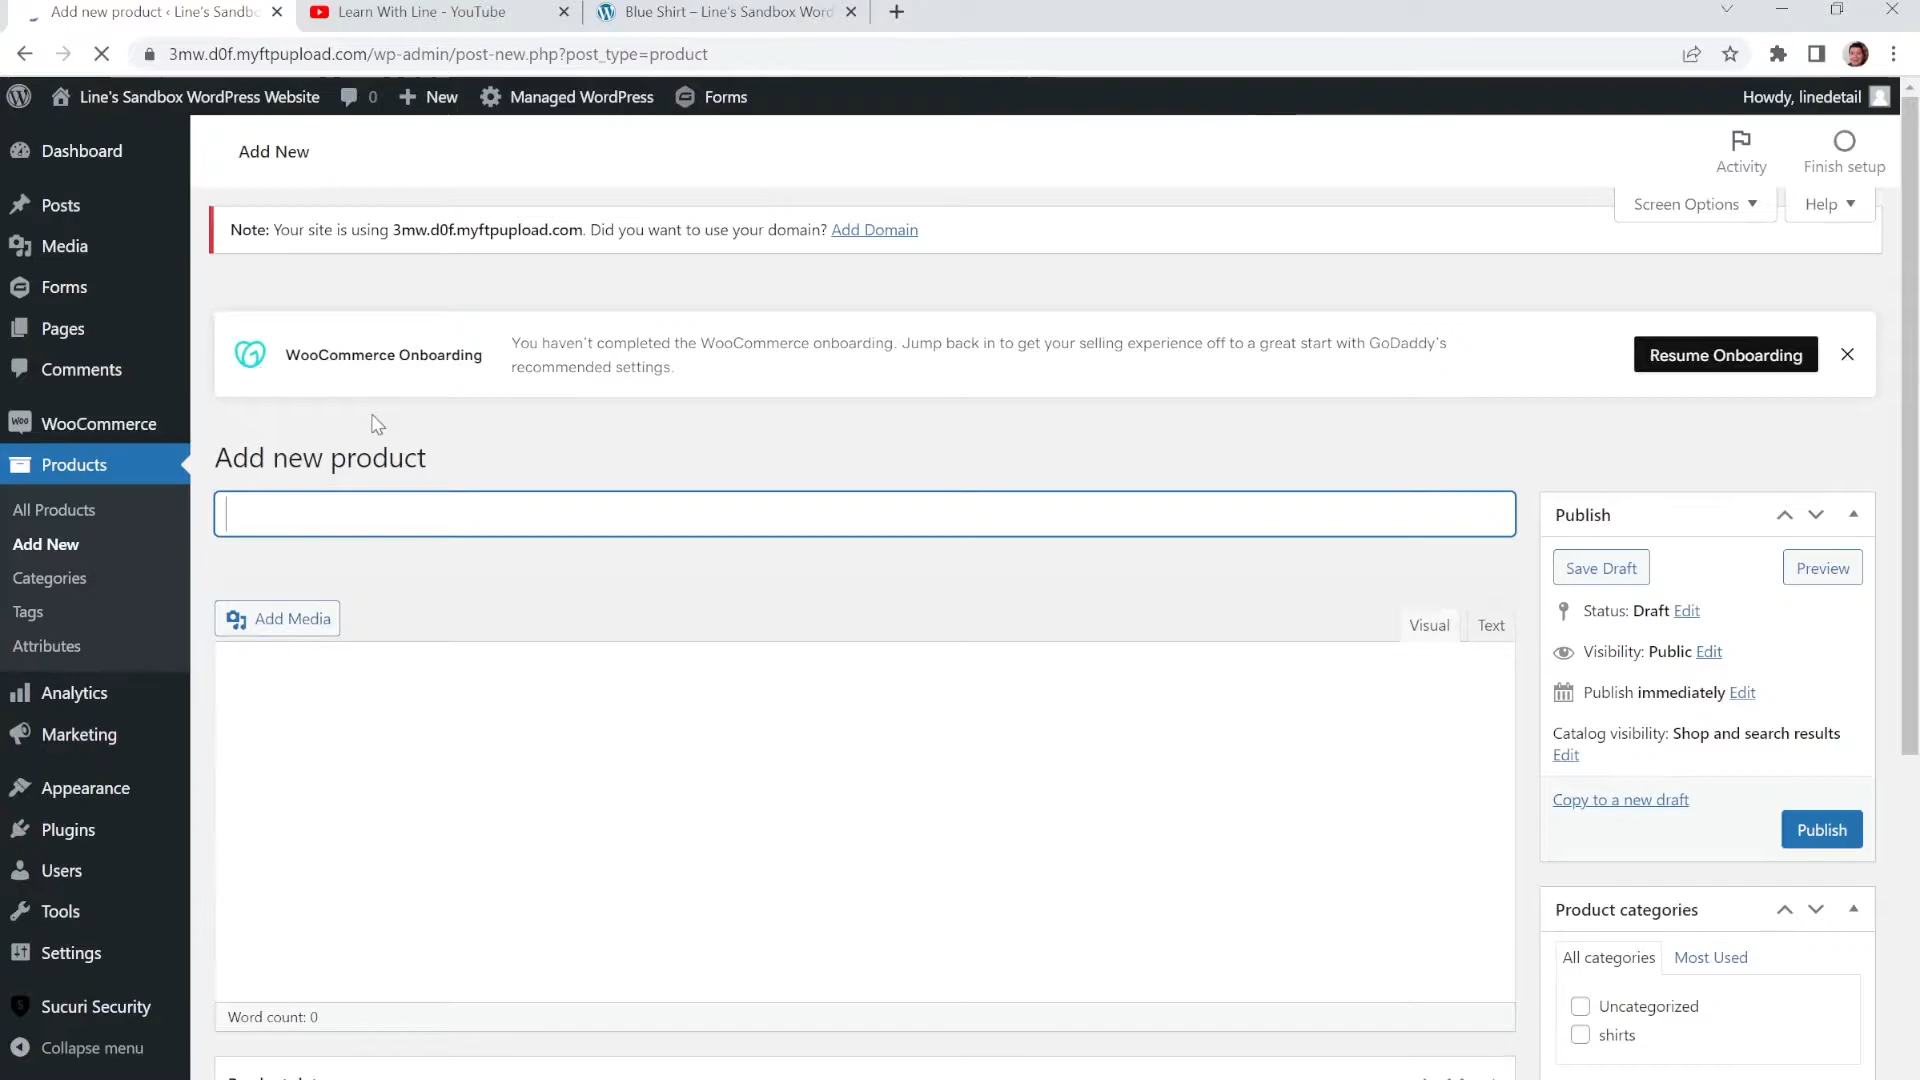 Add new product ‹ Line's Sandbo
Learn With Line - YouTube
Blue Shirt – Line's Sandbox Word
3mw.d0f.myftpupload.com/wp-admin/post-new.php?post_type=product
Line's Sandbox WordPress Website
0
New
Managed WordPress
Forms
Howdy, linedetail
Dashboard
Posts
Media
Forms
Pages
Comments
Woo
WooCommerce
Products
All Products
Add New
Categories
Tags
Attributes
Analytics
Marketing
Appearance
Plugins
Users
Tools
Settings
Sucuri Security
Collapse menu
Add New
Activity
Finish setup
Screen Options
Help
Note: Your site is using 3mw.d0f.myftpupload.com. Did you want to use your domain? Add Domain
WooCommerce Onboarding
You haven't completed the WooCommerce onboarding. Jump back in to get your selling experience off to a great start with GoDaddy's
recommended settings.
Resume Onboarding
Add new product
Add Media
Visual
Text
Word count: 0
Publish
Save Draft
Preview
Status: Draft Edit
Visibility: Public Edit
Publish immediately Edit
Catalog visibility: Shop and search results
Edit
Copy to a new draft
Publish
Product categories
All categories
Most Used
Uncategorized
shirts